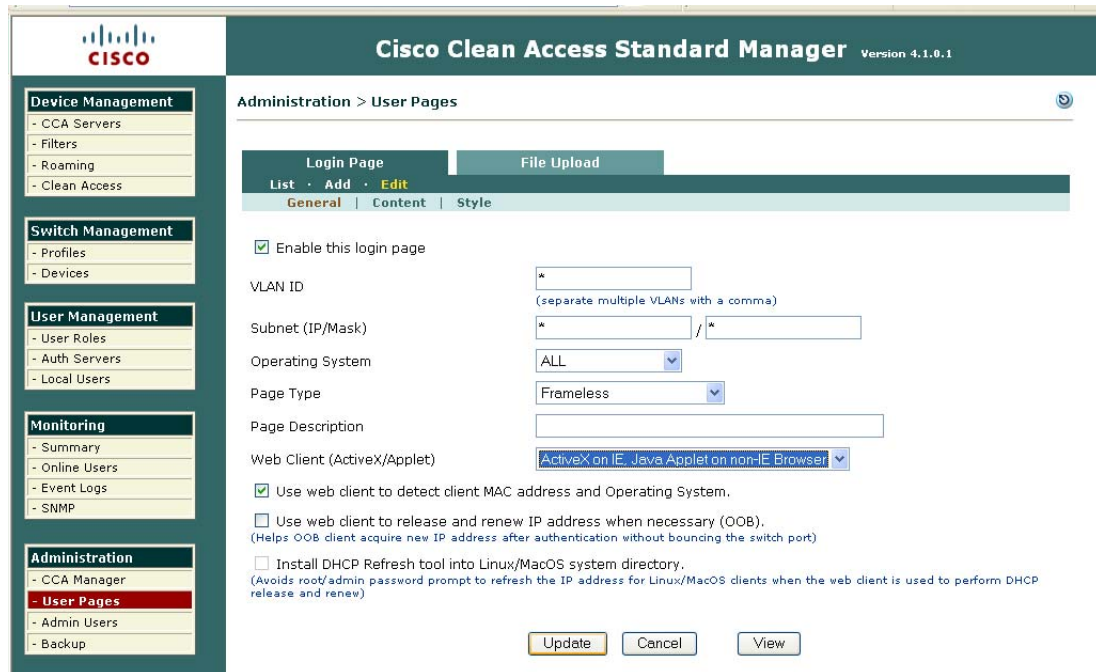 CISCO
Cisco Clean Access Standard Manager Version 4.1.0.1
Device Management
- CCA Servers
- Filters
- Roaming
- Clean Access
Switch Management
- Profiles
- Devices
User Management
- User Roles
- Auth Servers
- Local Users
Monitoring
- Summary
- Online Users
- Event Logs
- SNMP
Administration
- CCA Manager
- User Pages
- Admin Users
- Backup
Administration > User Pages
Login Page File Upload
List · Add · Edit
General | Content | Style
Enable this login page
VLAN ID *
(separate multiple VLANs with a comma)
Subnet (IP/Mask) * / *
Operating System ALL
Page Type Frameless
Page Description
Web Client (ActiveX/Applet) ActiveX on IE, Java Applet on non-IE Browser
Use web client to detect client MAC address and Operating System.
Use web client to release and renew IP address when necessary (OOB).
(Helps OOB client acquire new IP address after authentication without bouncing the switch port)
Install DHCP Refresh tool into Linux/MacOS system directory.
(Avoids root/admin password prompt to refresh the IP address for Linux/MacOS clients when the web client is used to perform DHCP
release and renew)
Update Cancel View